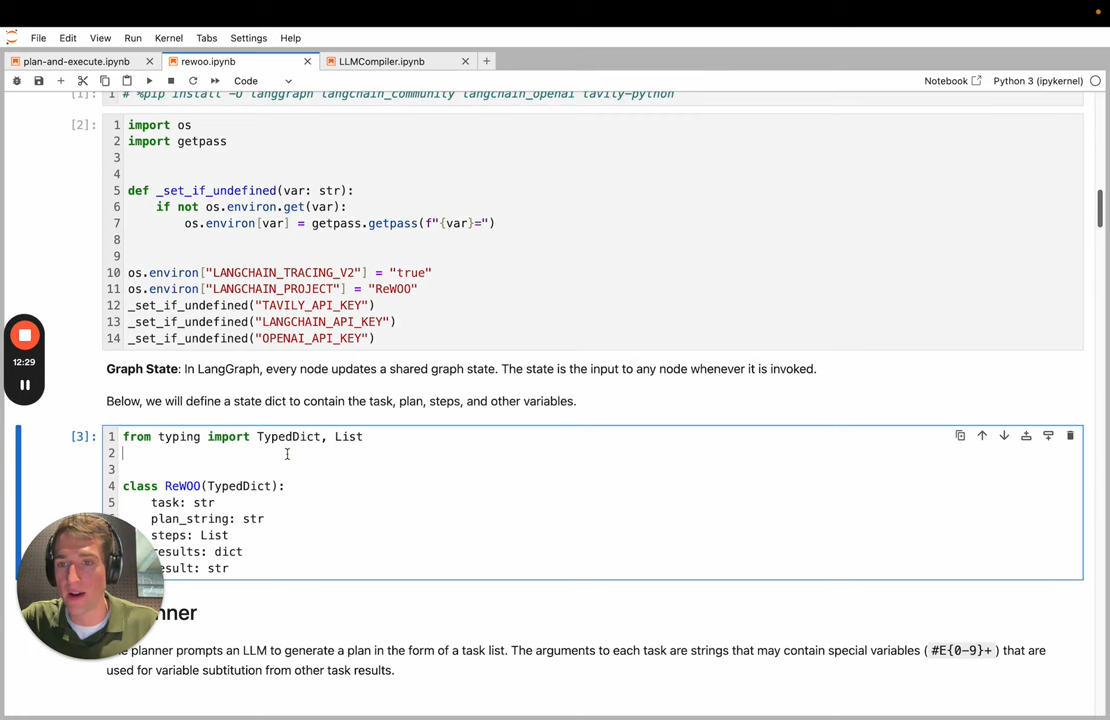 File Edit View Run Kernel Tabs Settings Help
plan-and-execute.ipynb rewoo.ipynb LLMCompiler.ipynb
Code Notebook Python 3 (ipykernel)
[1]: 1 # %pip install -U langgraph langchain_community langchain_openai tavily-python
[2]: 1 import os
2 import getpass
3
4
5 def _set_if_undefined(var: str):
6 if not os.environ.get(var):
7 os.environ[var] = getpass.getpass(f"{var}=")
8
9
10 os.environ["LANGCHAIN_TRACING_V2"] = "true"
11 os.environ["LANGCHAIN_PROJECT"] = "ReWOO"
12 _set_if_undefined("TAVILY_API_KEY")
13 _set_if_undefined("LANGCHAIN_API_KEY")
14 _set_if_undefined("OPENAI_API_KEY")
12:29
Graph State: In LangGraph, every node updates a shared graph state. The state is the input to any node whenever it is invoked.
Below, we will define a state dict to contain the task, plan, steps, and other variables.
[3]: 1 from typing import TypedDict, List
2
3
4 class ReWOO(TypedDict):
5 task: str
plan_string: str
steps: List
results: dict
result: str
nner
planner prompts an LLM to generate a plan in the form of a task list. The arguments to each task are strings that may contain special variables ( #E{0-9}+ ) that are
used for variable subtitution from other task results.